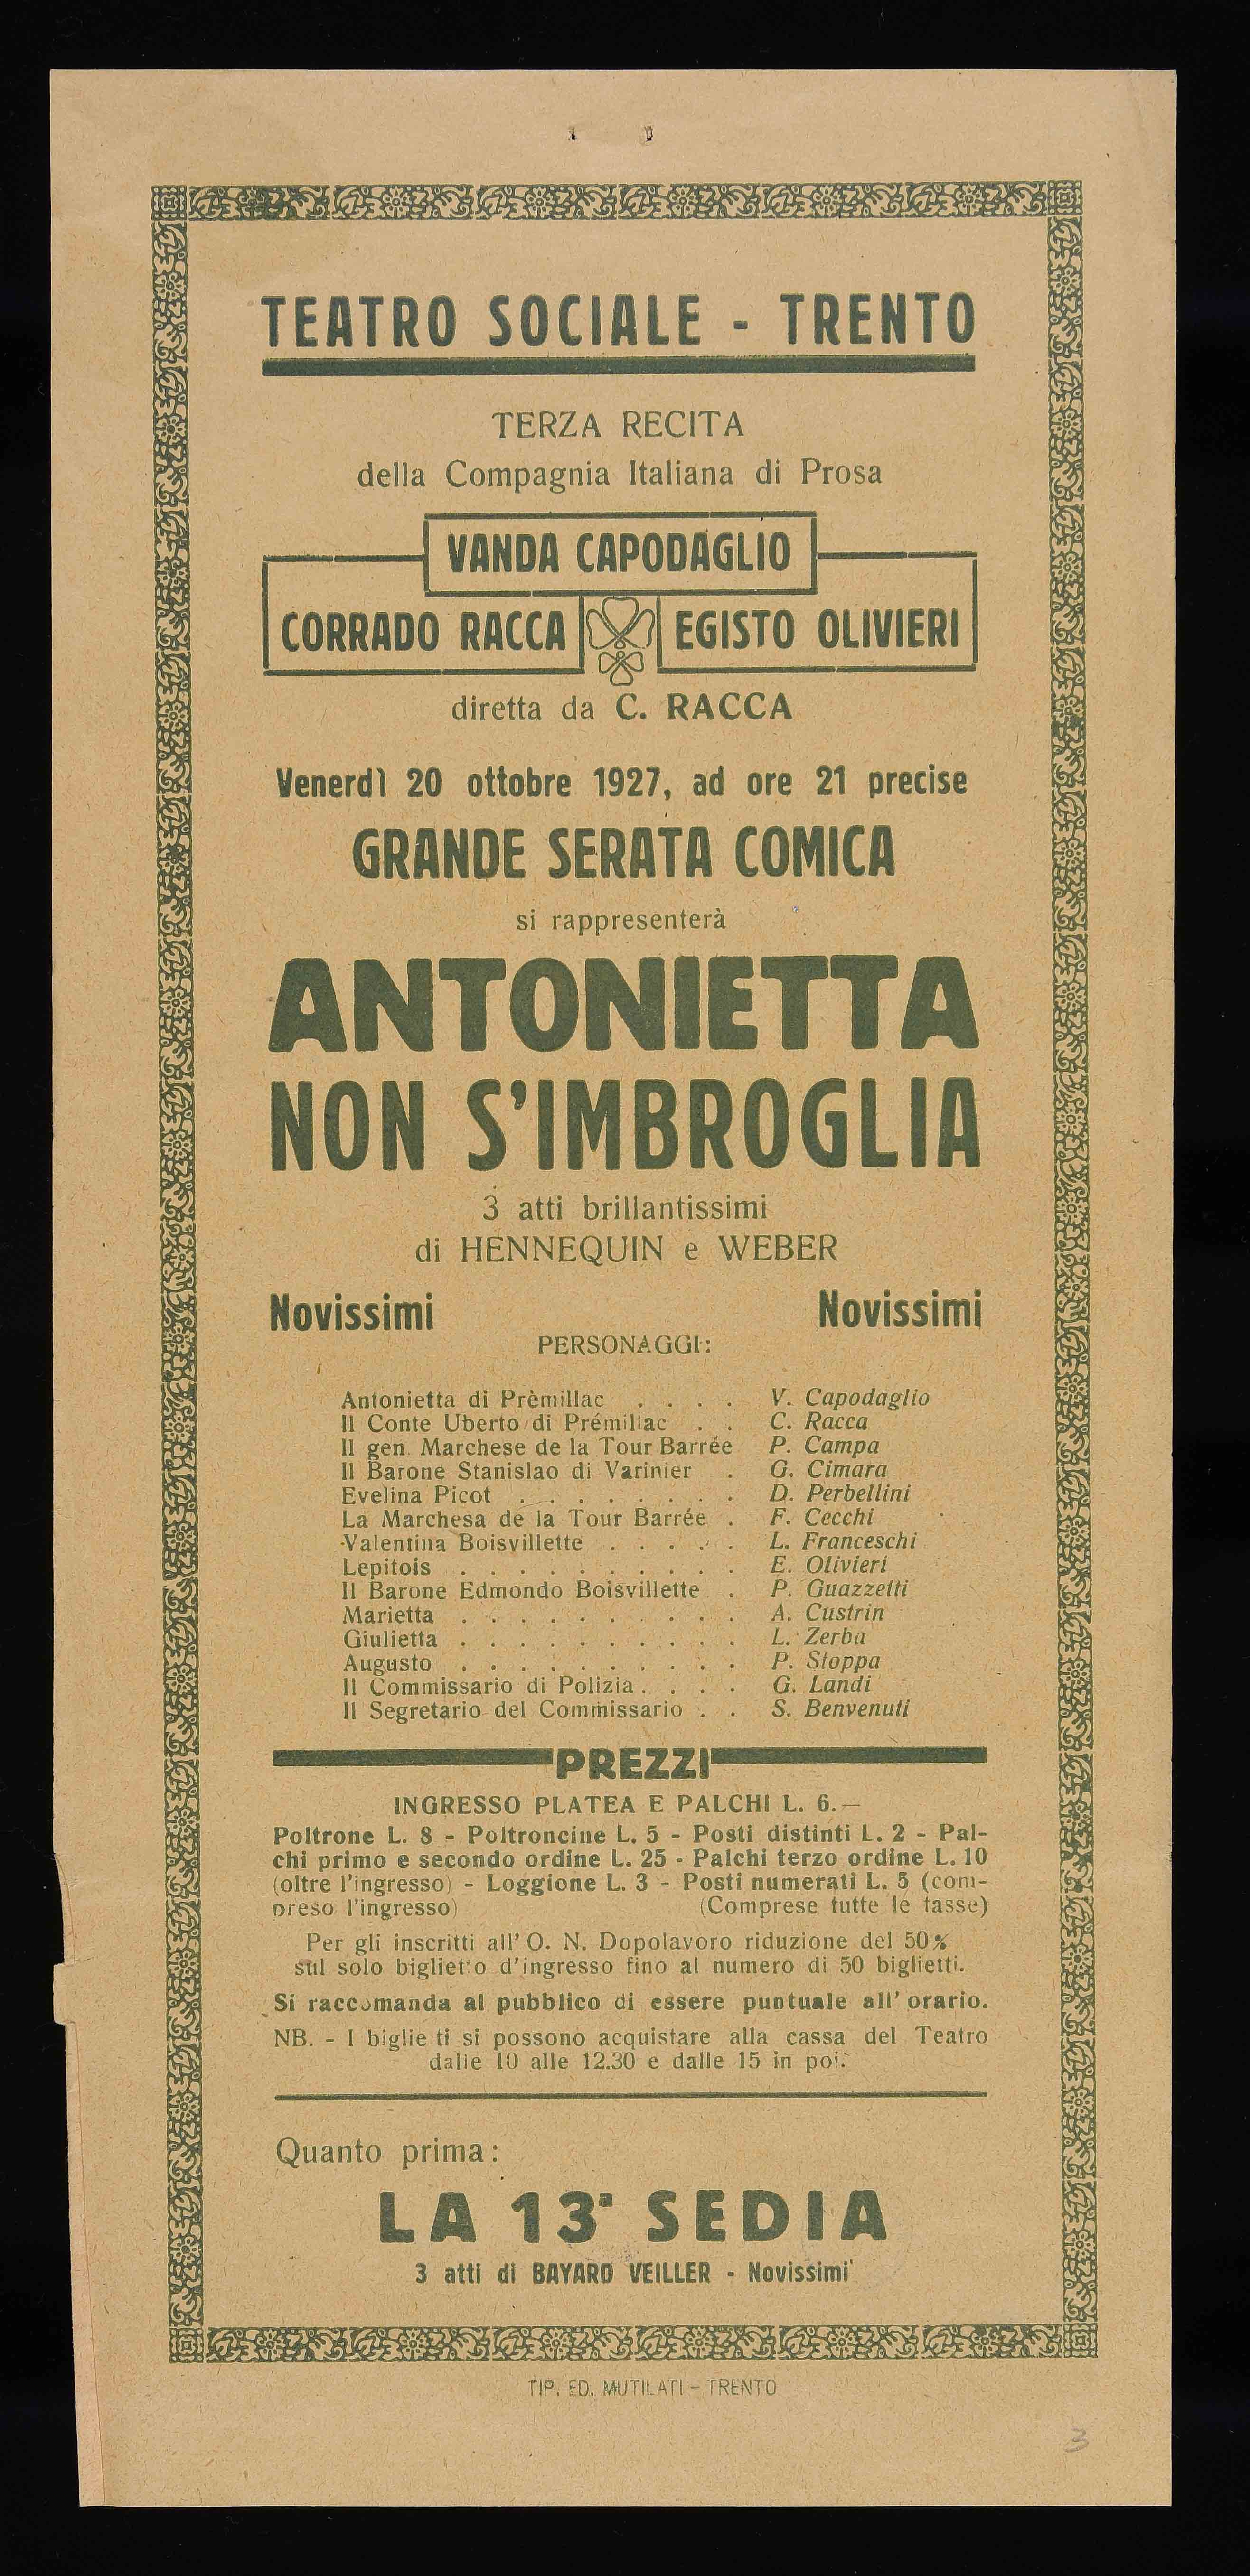 TEATRO SOCIALE - TRENTO
TERZA RECITA
della Compagnia Italiana di Prosa
VANDA CAPODAGLIO
CORRADO RACCA EGISTO OLIVIERI
diretta da C. RACCA
Venerdì 20 ottobre 1927, ad ore 21 precise
GRANDE SERATA COMICA
si rappresenterà
ANTONIETTA
NON S'IMBROGLIA
3 atti brillantissimi
di HENNEQUIN e WEBER
Novissimi Novissimi
PERSONAGGI:
Antonietta di Prèmillac . . . . V. Capodaglio
Il Conte Uberto di Prémillac . . C. Racca
Il gen. Marchese de la Tour Barrée P. Campa
Il Barone Stanislao di Varinier . G. Cimara
Evelina Picot . . . . . . . . D. Perbellini
La Marchesa de la Tour Barrée . F. Cecchi
Valentina Boisvillette . . . . . L. Franceschi
Lepitois . . . . . . . . . . E. Olivieri
Il Barone Edmondo Boisvillette . P. Guazzetti
Marietta . . . . . . . . . . A. Custrin
Giulietta . . . . . . . . . . L. Zerba
Augusto . . . . . . . . . . P. Stoppa
Il Commissario di Polizia . . . . G. Landi
Il Segretario del Commissario . . S. Benvenuti
PREZZI
INGRESSO PLATEA E PALCHI L. 6.—
Poltrone L. 8 - Poltroncine L. 5 - Posti distinti L. 2 - Pal-
chi primo e secondo ordine L. 25 - Palchi terzo ordine L. 10
(oltre l'ingresso) - Loggione L. 3 - Posti numerati L. 5 (com-
preso l'ingresso) (Comprese tutte le tasse)
Per gli inscritti all'O. N. Dopolavoro riduzione del 50%
sul solo biglietto d'ingresso fino al numero di 50 biglietti.
Si raccomanda al pubblico di essere puntuale all'orario.
NB. - I biglie ti si possono acquistare alla cassa del Teatro
dalle 10 alle 12.30 e dalle 15 in poi.
Quanto prima:
LA 13ª SEDIA
3 atti di BAYARD VEILLER - Novissimi
TIP. ED. MUTILATI - TRENTO
3